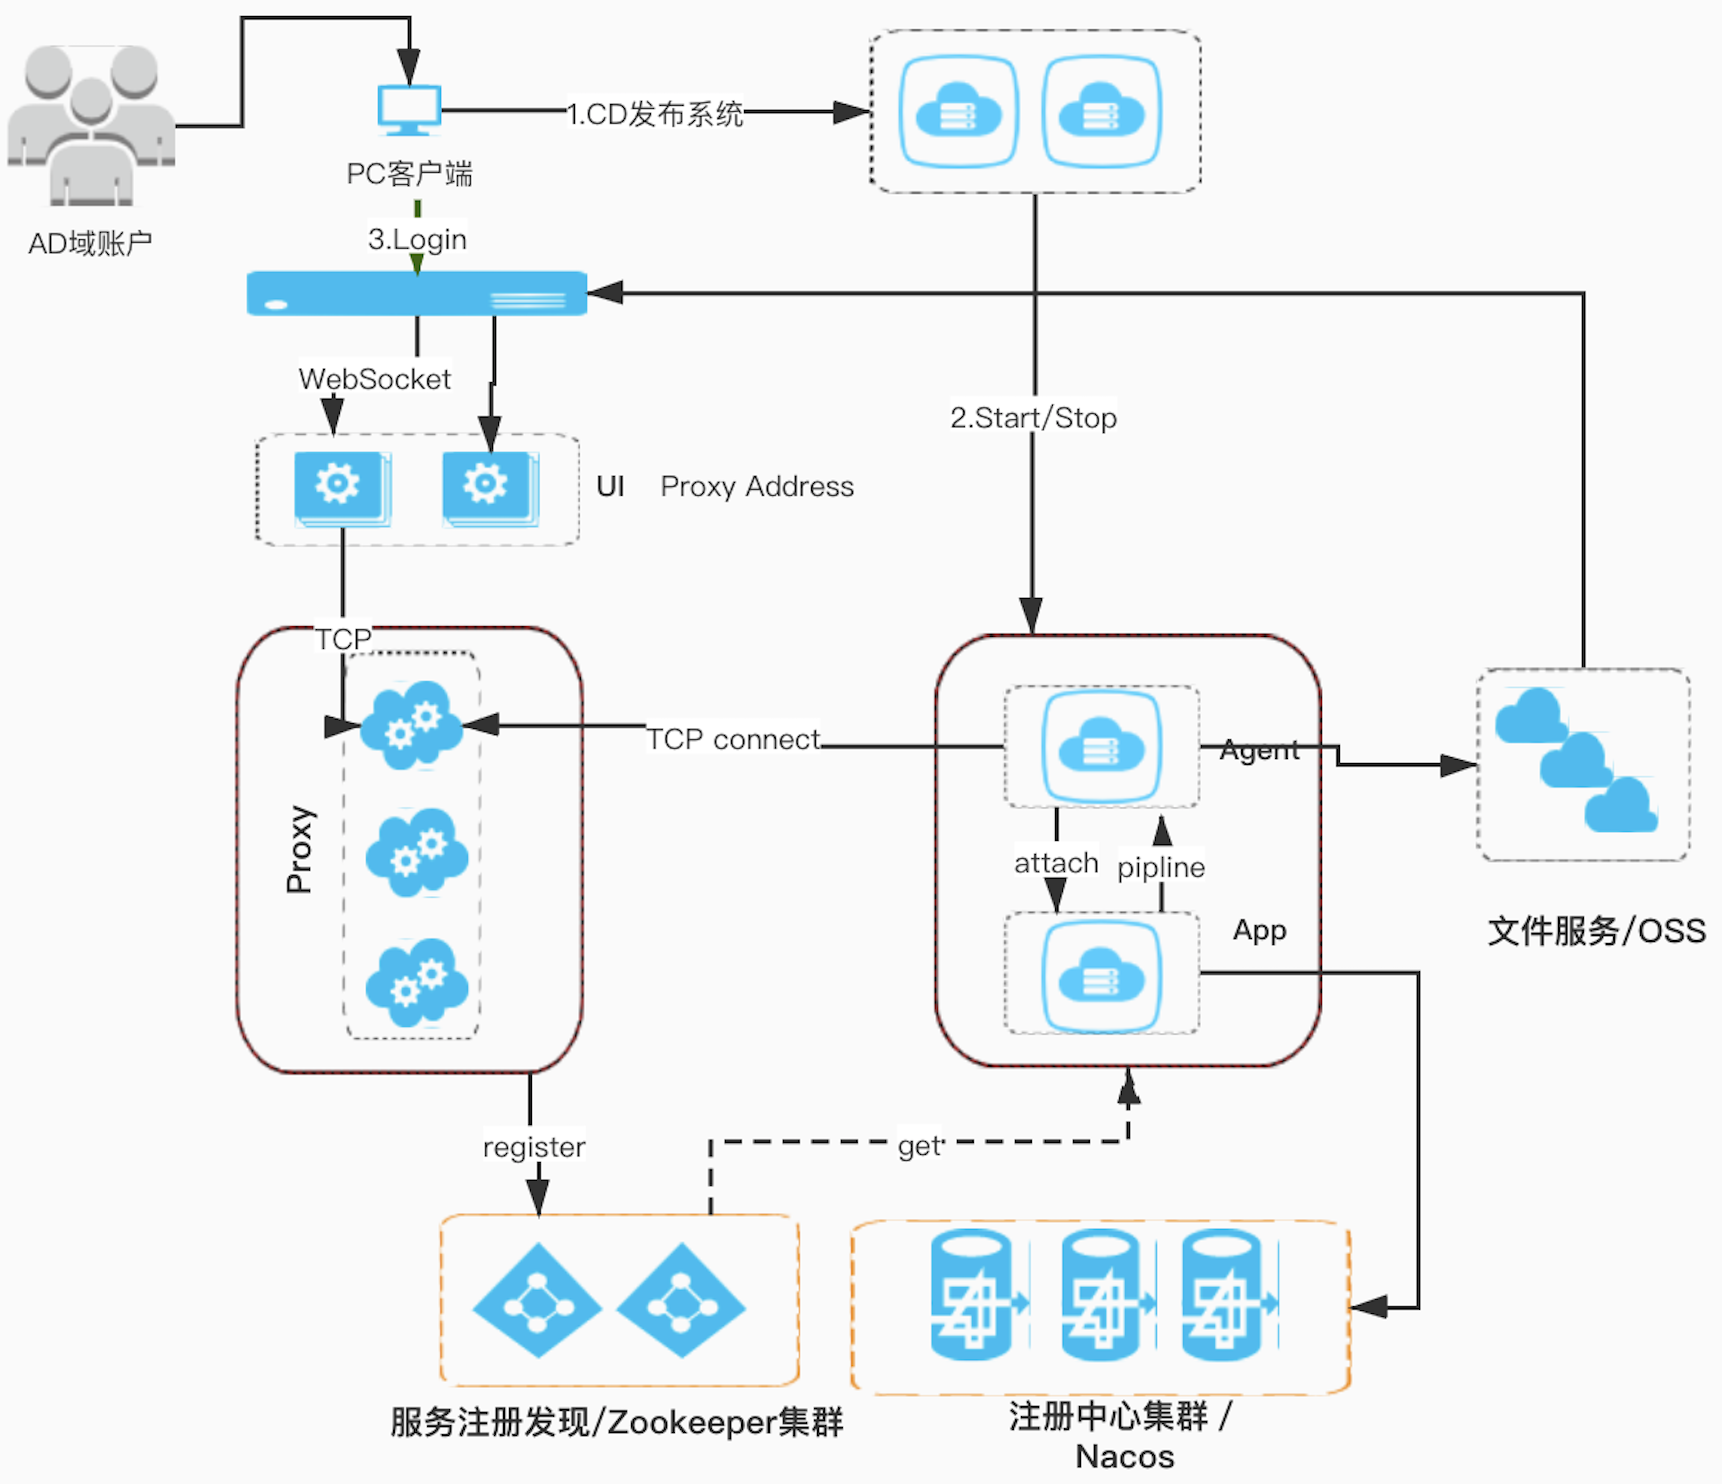 1.CD发布系统
PC客户端
AD域账户
3.Login
WebSocket
2.Start/Stop
UI
Proxy Address
TCP
TCP connect
Agent
Proxy
attach
pipline
App
文件服务/OSS
register
get
服务注册发现/Zookeeper集群
注册中心集群 /
Nacos